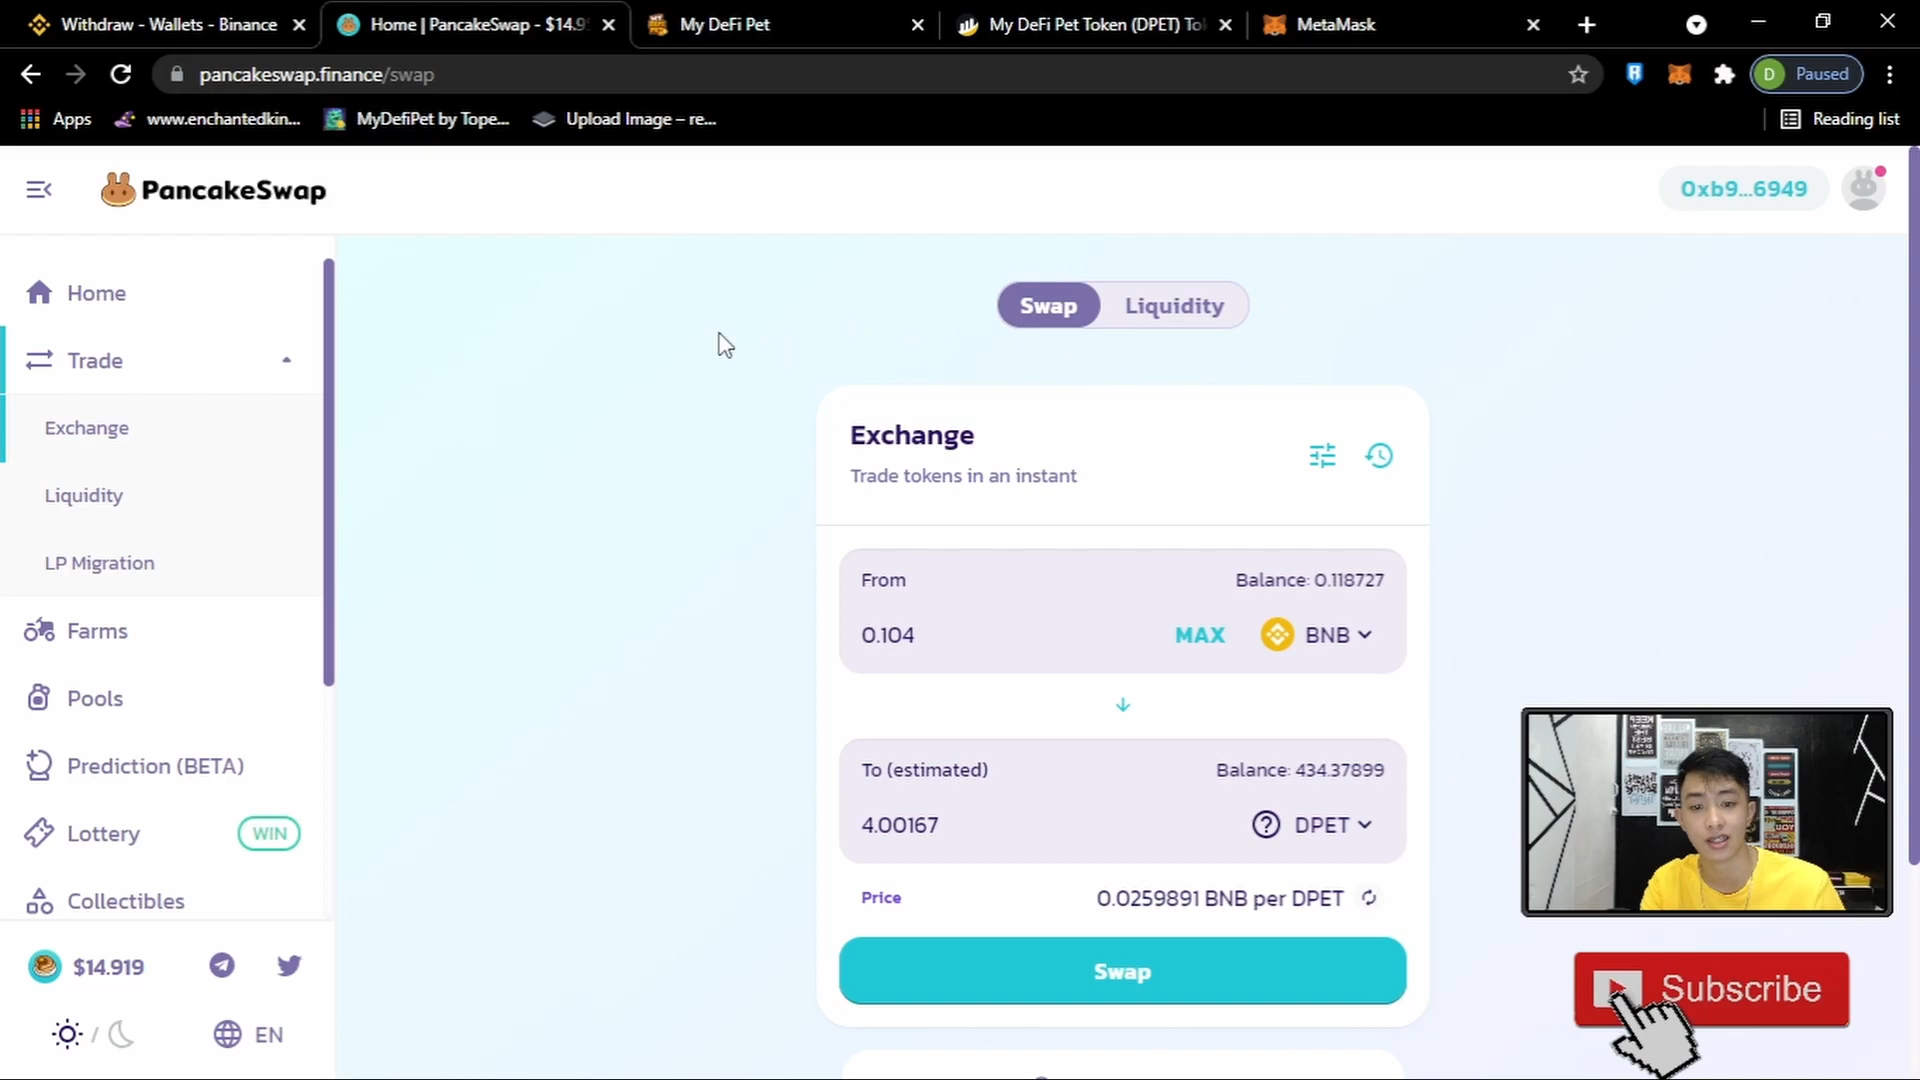 Withdraw - Wallets - Binance
Home | PancakeSwap - $14.9
My DeFi Pet
My DeFi Pet Token (DPET) To
MetaMask
pancakeswap.finance/swap
D Paused
Apps
www.enchantedkin...
MyDefiPet by Tope...
Upload Image – re...
Reading list
PancakeSwap
0xb9...6949
Home
Trade
Exchange
Liquidity
LP Migration
Farms
Pools
Prediction (BETA)
Lottery
WIN
Collectibles
$14.919
/
EN
Swap
Liquidity
Exchange
Trade tokens in an instant
From
Balance: 0.118727
0.104
MAX
BNB
To (estimated)
Balance: 434.37899
4.00167
DPET
Price
0.0259891 BNB per DPET
Swap
Subscribe